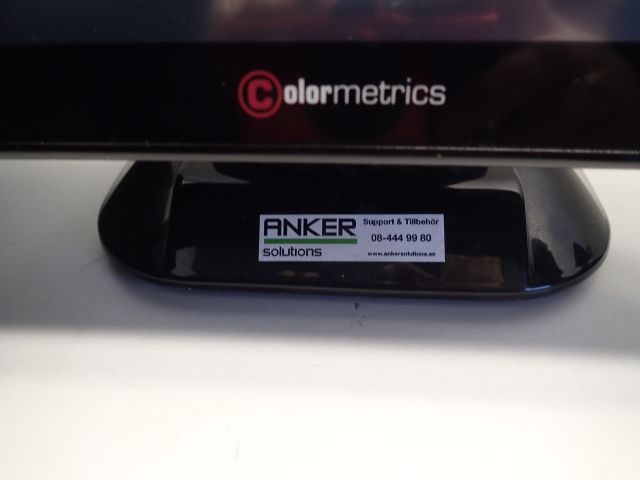 Colormetrics
ANKER
solutions
Support & Tillbehör
08-444 99 80
www.ankersolutions.se